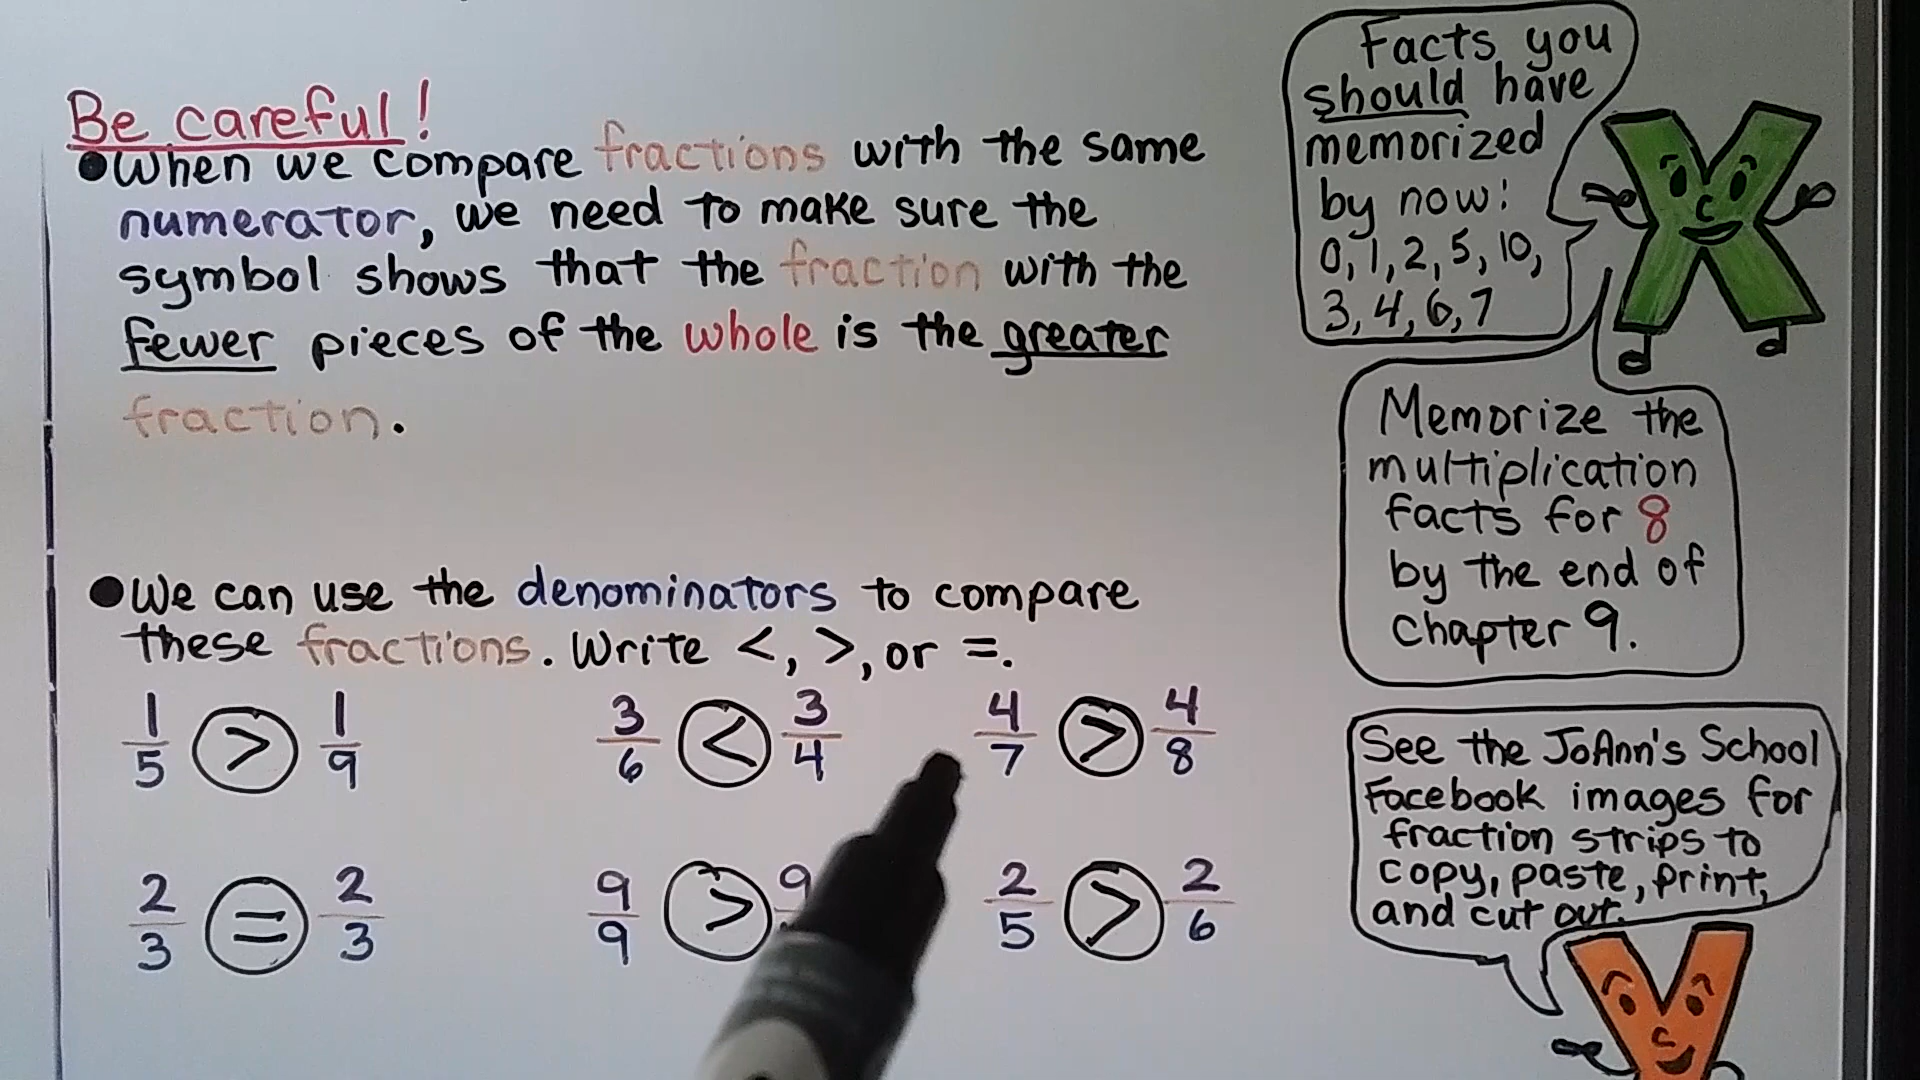 Be careful!
•When we compare fractions with the same
numerator, we need to make sure the
symbol shows that the fraction with the
fewer pieces of the whole is the greater
fraction.
•We can use the denominators to compare
these fractions. Write <, >, or =.
1/5 > 1/9
3/6 < 3/4
4/7 > 4/8
2/3 = 2/3
9/9 > 9
2/5 > 2/6
Facts you
should have
memorized
by now:
0, 1, 2, 5, 10,
3, 4, 6, 7
Memorize the
multiplication
facts for 8
by the end of
chapter 9.
See the JoAnn's School
Facebook images for
fraction strips to
copy, paste, print,
and cut out.